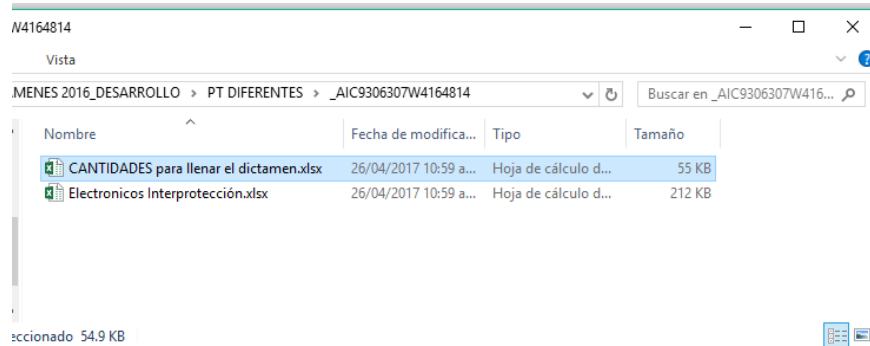 W4164814
Vista
.MENES 2016_DESARROLLO > PT DIFERENTES > _AIC9306307W4164814
Buscar en _AIC9306307W416...
Nombre Fecha de modifica... Tipo Tamaño
CANTIDADES para llenar el dictamen.xlsx 26/04/2017 10:59 a... Hoja de cálculo d... 55 KB
Electronicos Interprotección.xlsx 26/04/2017 10:59 a... Hoja de cálculo d... 212 KB
eccionado 54.9 KB